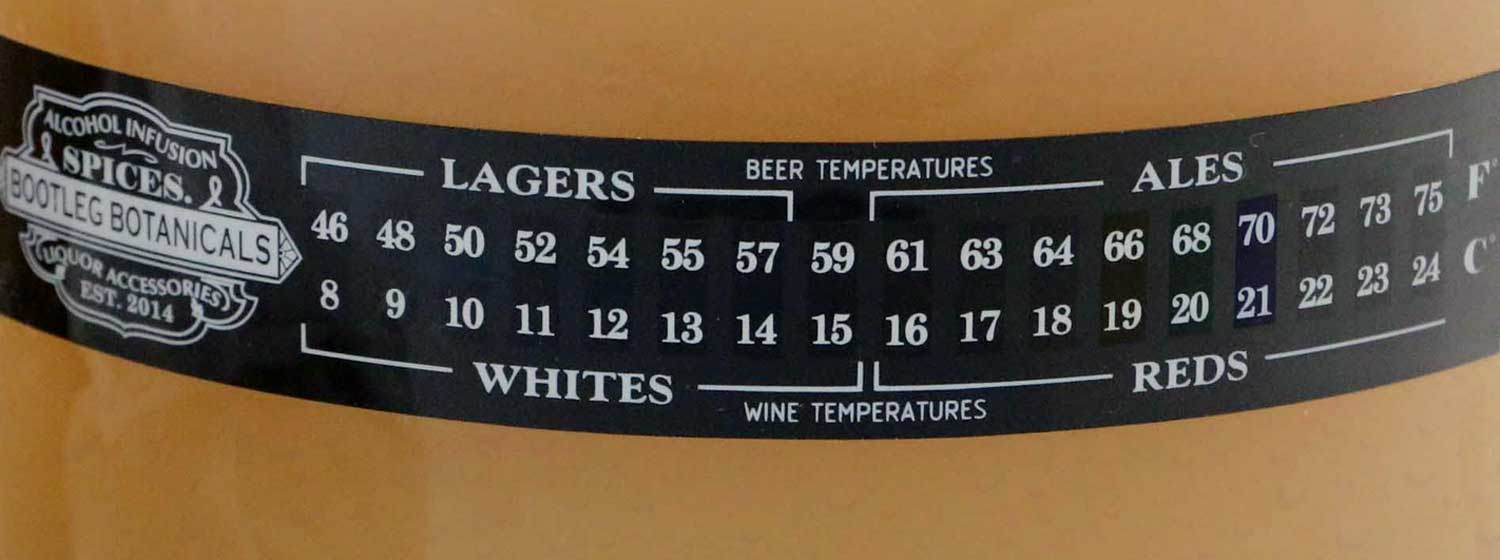 ALCOHOL INFUSION
SPICES.
BOOTLEG BOTANICALS
LIQUOR ACCESSORIES
EST. 2014
BEER TEMPERATURES
LAGERS ALES
46 48 50 52 54 55 57 59 61 63 64 66 68 70 72 73 75 F°
8 9 10 11 12 13 14 15 16 17 18 19 20 21 22 23 24 C°
WHITES REDS
WINE TEMPERATURES